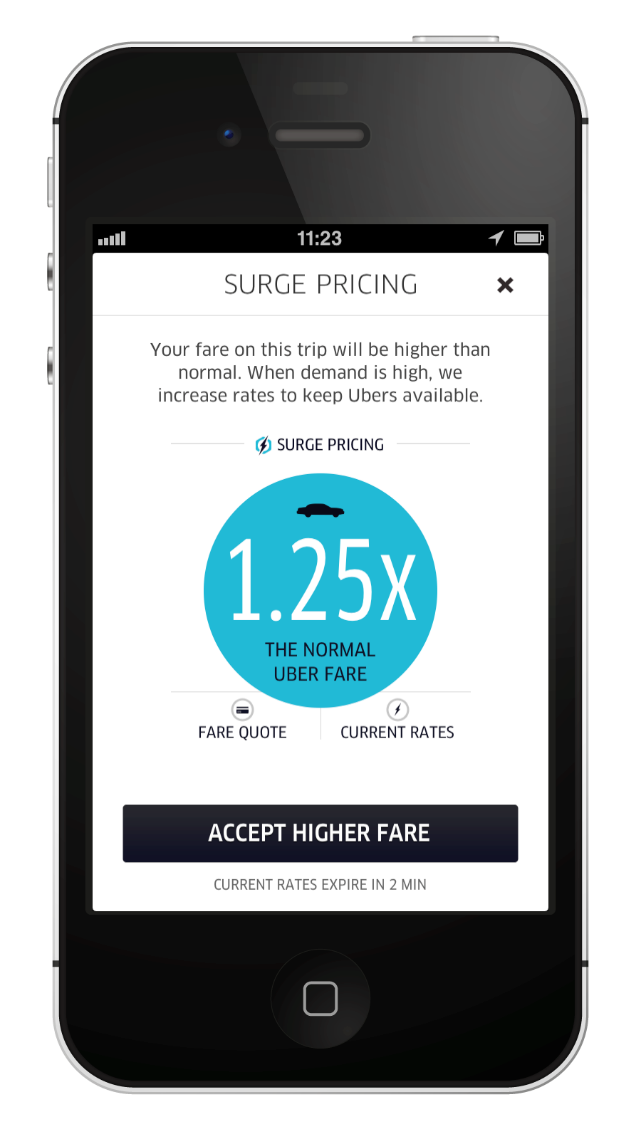 11:23
SURGE PRICING
Your fare on this trip will be higher than
normal. When demand is high, we
increase rates to keep Ubers available.
SURGE PRICING
1.25x
THE NORMAL
UBER FARE
FARE QUOTE
CURRENT RATES
ACCEPT HIGHER FARE
CURRENT RATES EXPIRE IN 2 MIN